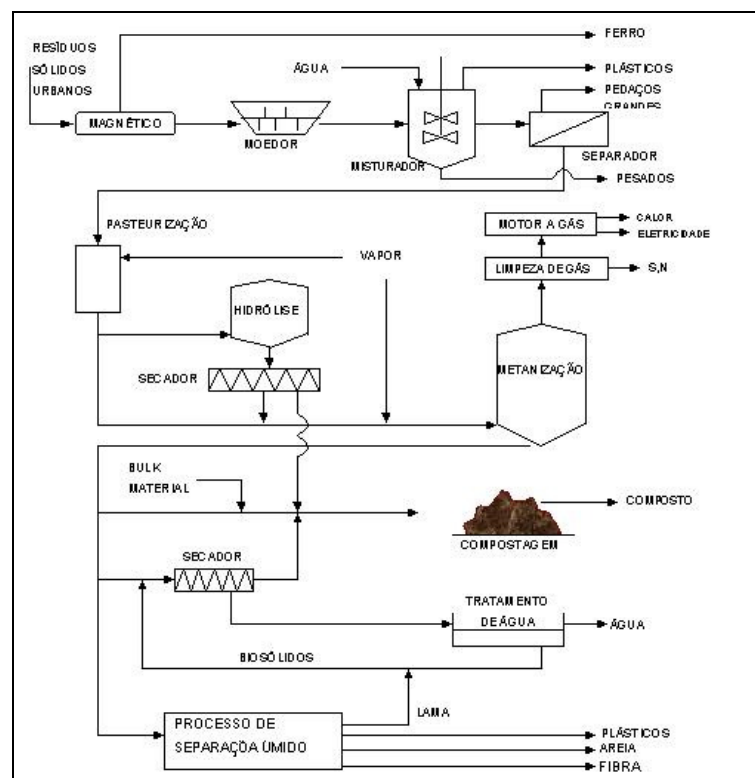 RESÍDUOS
SÓLIDOS
URBANOS
FERRO
ÁGUA
PLÁSTICOS
PEDAÇOS
GRANDES
MAGNÉTICO
MOEDOR
MISTURADOR
SEPARADOR
PESADOS
PASTEURIZAÇÃO
MOTOR A GÁS
CALOR
ELETRICIDADE
VAPOR
LIMPEZA DE GÁS
S,N
HIDRÓLISE
SECADOR
METANIZAÇÃO
BULK
MATERIAL
COMPOSTO
COMPOSTAGEM
SECADOR
TRATAMENTO
DE ÁGUA
ÁGUA
BIOSÓLIDOS
LAMA
PROCESSO DE
SEPARAÇÖA ÚMIDO
PLÁSTICOS
AREIA
FIBRA